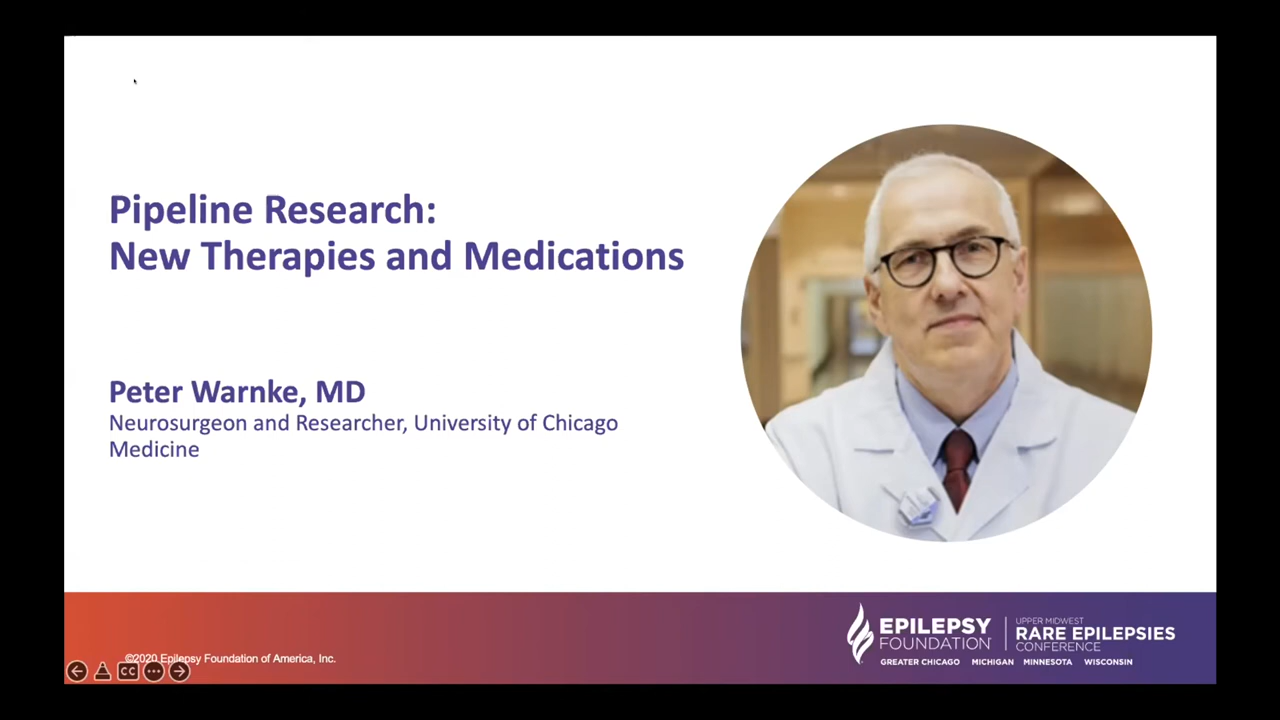 Pipeline Research:
New Therapies and Medications
Peter Warnke, MD
Neurosurgeon and Researcher, University of Chicago
Medicine
©2020 Epilepsy Foundation of America, Inc.
CC
EPILEPSY
FOUNDATION
GREATER CHICAGO MICHIGAN MINNESOTA WISCONSIN
UPPER MIDWEST
RARE EPILEPSIES
CONFERENCE